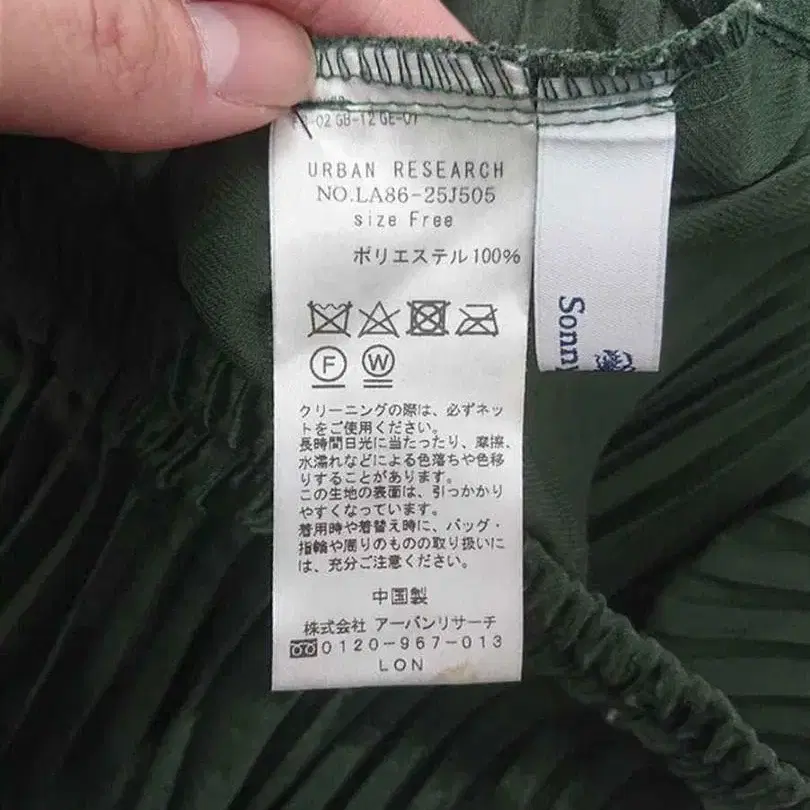 -02 GB-12 GE-01
URBAN RESEARCH
NO.LA86-25J505
size Free
ポリエステル100%
F W
クリーニングの際は、必ずネッ
トをご使用ください。
長時間日光に当たったり、摩擦、
水濡れなどによる色落ちや色移
りすることがあります。
この生地の表面は、引っかかり
やすくなっています。
着用時や着替え時に、バッグ・
指輪や周りのものの取り扱いに
は、充分ご注意ください。
中国製
株式会社 アーバンリサーチ
0120-967-013
LON
Sonny